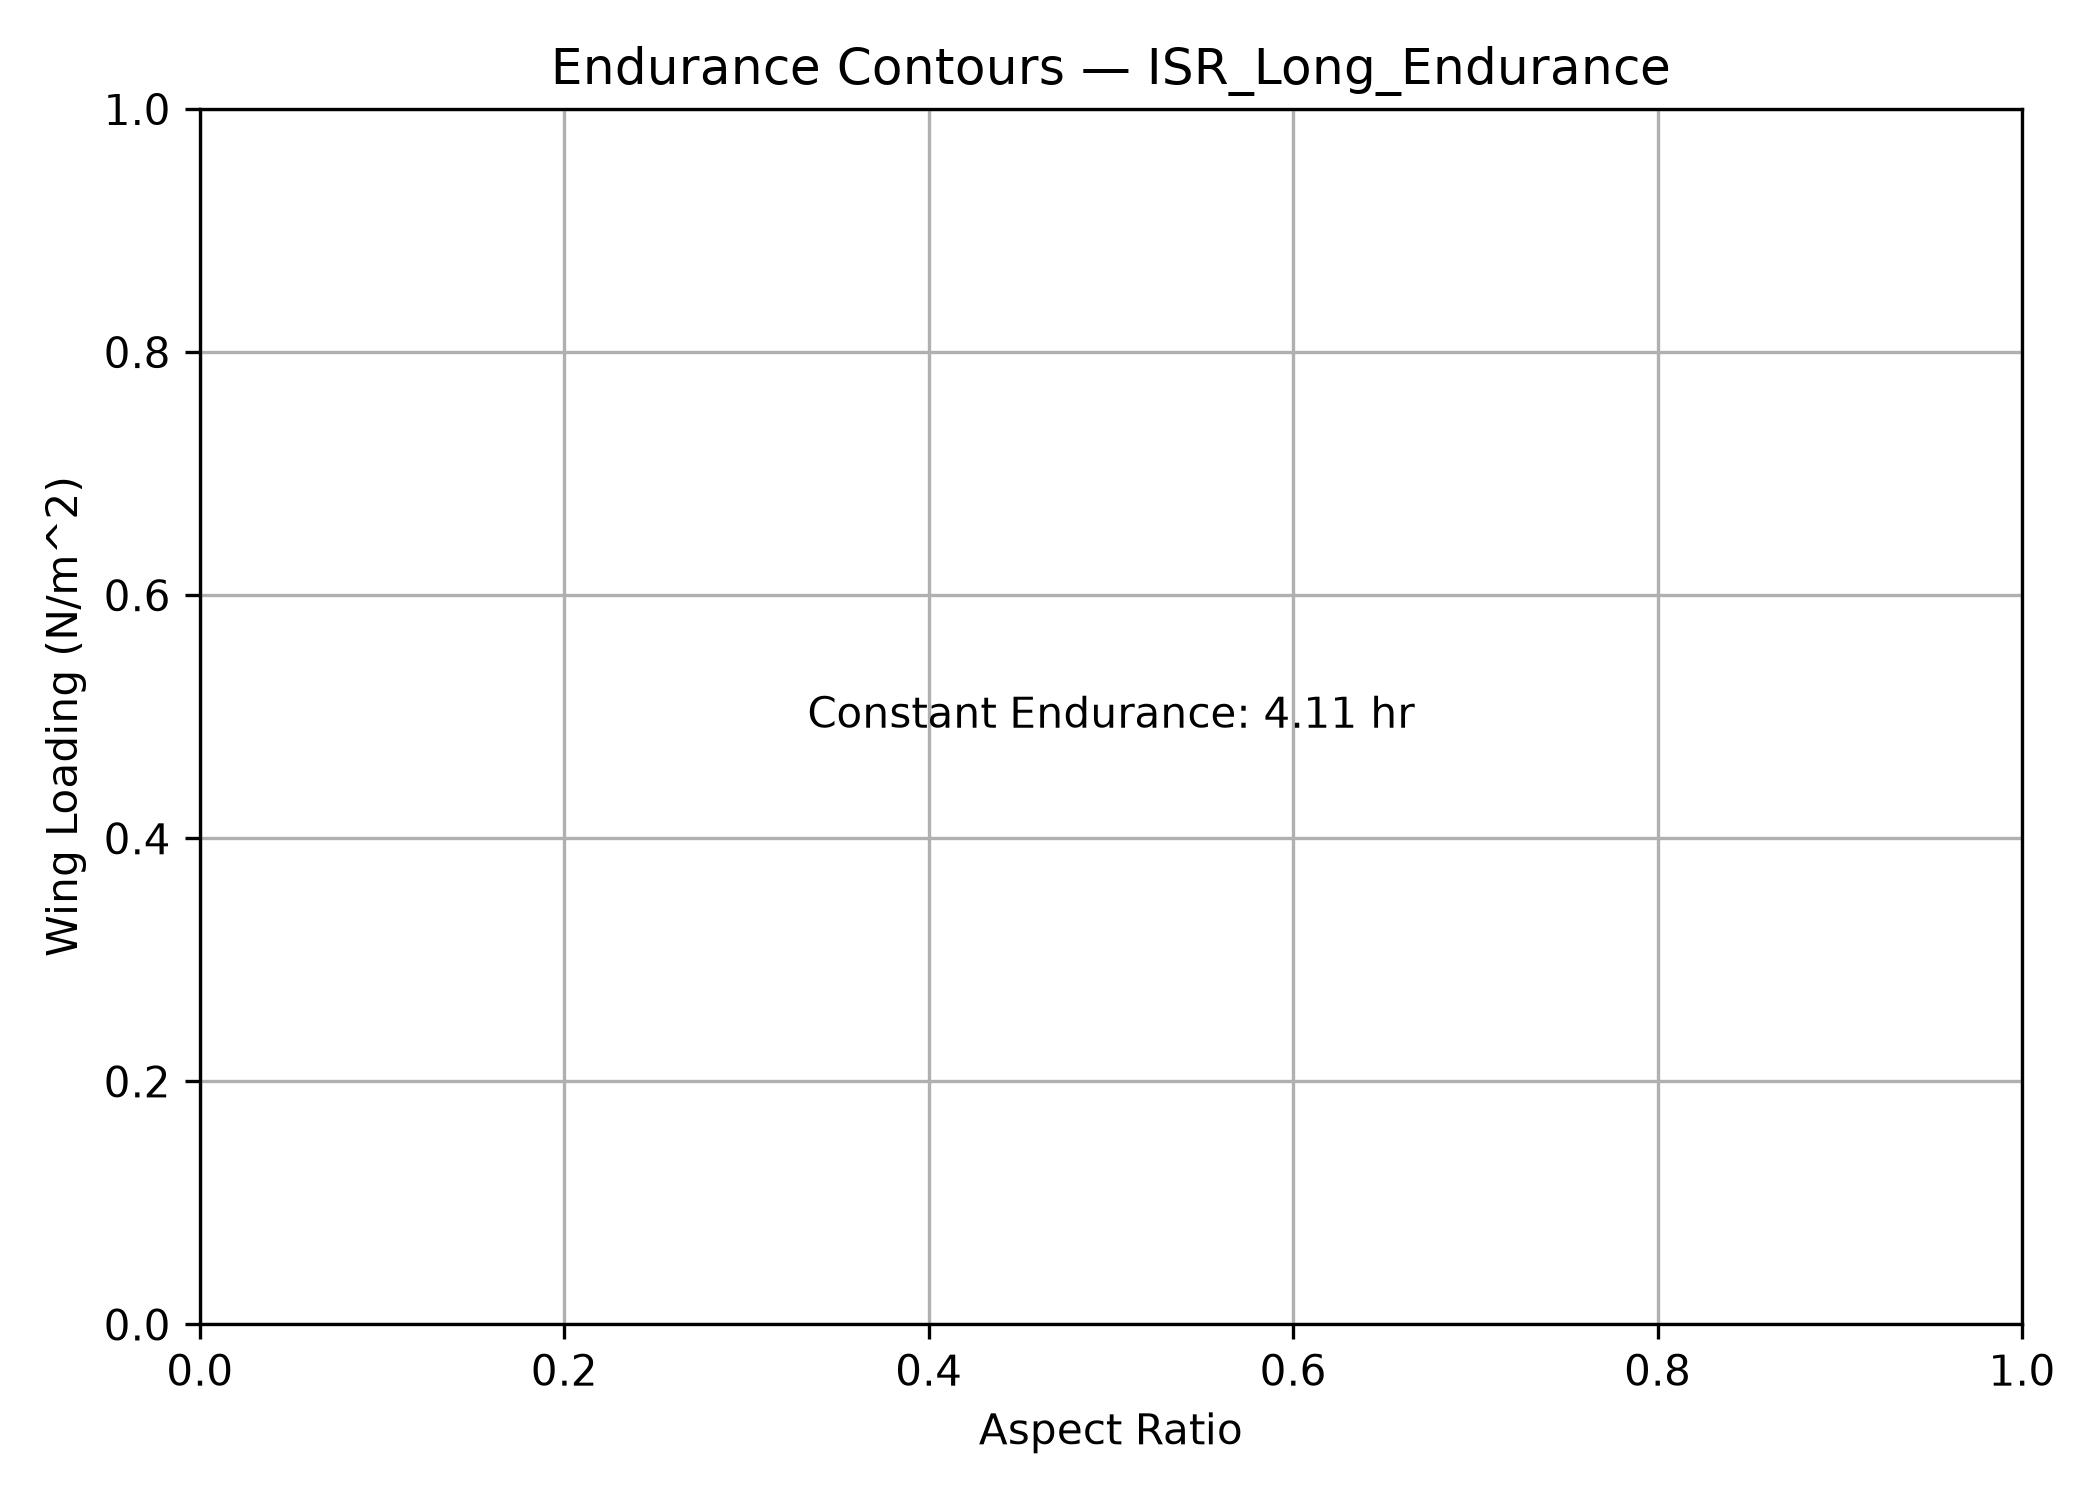 Endurance Contours — ISR_Long_Endurance
1.0
0.8
0.6
0.4
0.2
0.0
Wing Loading (N/m^2)
Constant Endurance: 4.11 hr
0.0 0.2 0.4 0.6 0.8 1.0
Aspect Ratio